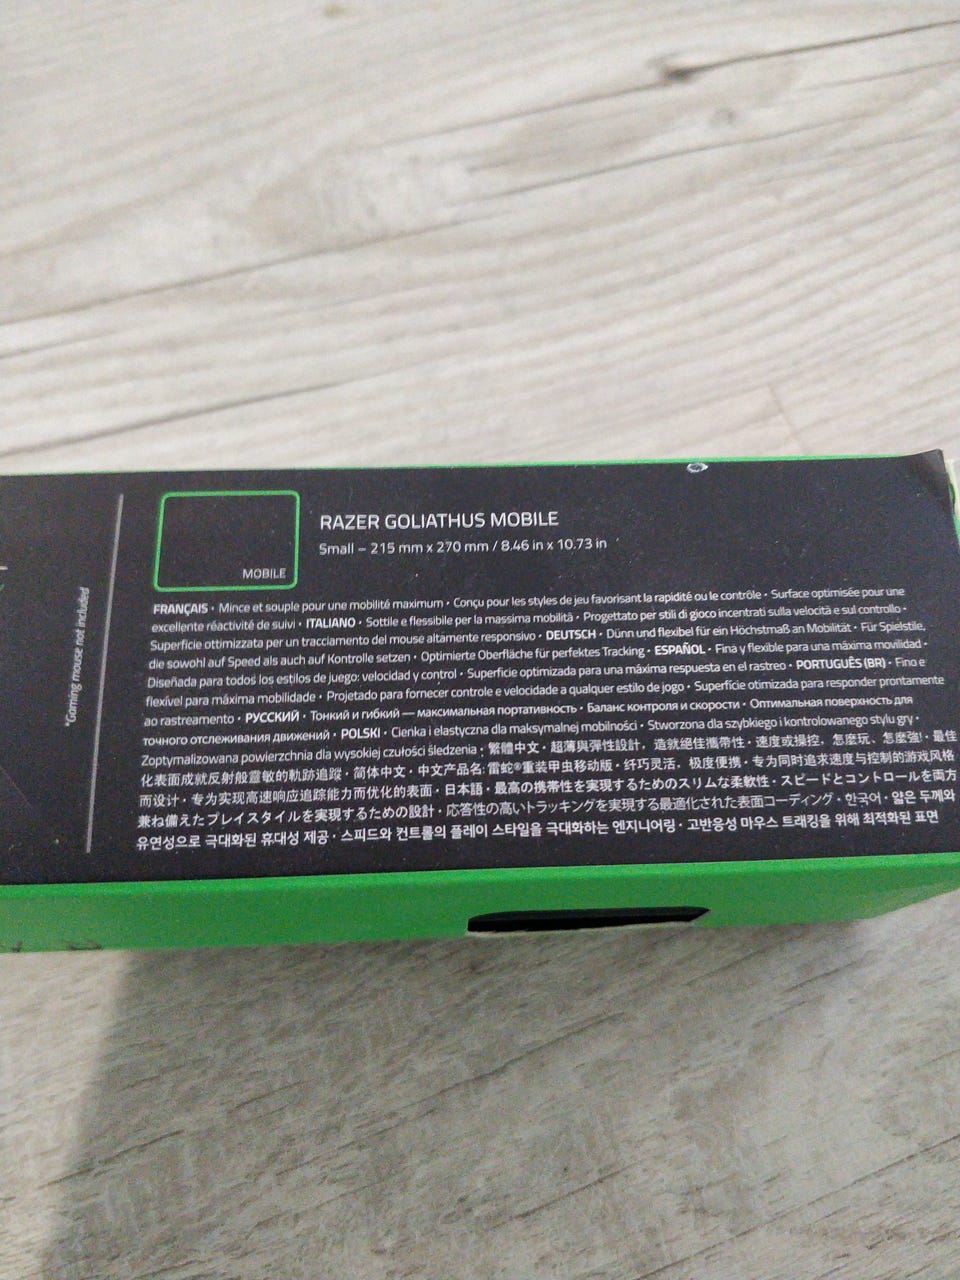 *Gaming mouse not included
MOBILE
RAZER GOLIATHUS MOBILE
Small – 215 mm x 270 mm / 8.46 in x 10.73 in
FRANÇAIS • Mince et souple pour une mobilité maximum • Conçu pour les styles de jeu favorisant la rapidité ou le contrôle • Surface optimisée pour une
excellente réactivité de suivi • ITALIANO • Sottile e flessibile per la massima mobilità • Progettato per stili di gioco incentrati sulla velocità e sul controllo •
Superficie ottimizzata per un tracciamento del mouse altamente responsivo • DEUTSCH • Dünn und flexibel für ein Höchstmaß an Mobilität • Für Spielstile,
die sowohl auf Speed als auch auf Kontrolle setzen • Optimierte Oberfläche für perfektes Tracking • ESPAÑOL • Fina y flexible para una máxima movilidad •
Diseñada para todos los estilos de juego: velocidad y control • Superficie optimizada para una máxima respuesta en el rastreo • PORTUGUÊS (BR) • Fino e
flexível para máxima mobilidade • Projetado para fornecer controle e velocidade a qualquer estilo de jogo • Superfície otimizada para responder prontamente
ao rastreamento • РУССКИЙ • Тонкий и гибкий — максимальная портативность • Баланс контроля и скорости • Оптимальная поверхность для
точного отслеживания движений • POLSKI • Cienka i elastyczna dla maksymalnej mobilności • Stworzona dla szybkiego i kontrolowanego stylu gry •
Zoptymalizowana powierzchnia dla wysokiej czułości śledzenia • 繁體中文 • 超薄與彈性設計，造就絕佳攜帶性 • 速度或操控，怎麼玩、怎麼強! • 最佳
化表面成就反射般靈敏的軌跡追蹤 • 简体中文 • 中文产品名: 雷蛇®重装甲虫移动版 • 纤巧灵活，极度便携 • 专为同时追求速度与控制的游戏风格
而设计 • 专为实现高速响应追踪能力而优化的表面 • 日本語 • 最高の携帯性を実現するためのスリムな柔軟性 • スピードとコントロールを両方
兼ね備えたプレイスタイルを実現するための設計 • 応答性の高いトラッキングを実現する最適化された表面コーティング • 한국어 • 얇은 두께와
유연성으로 극대화된 휴대성 제공 • 스피드와 컨트롤의 플레이 스타일을 극대화하는 엔지니어링 • 고반응성 마우스 트래킹을 위해 최적화된 표면